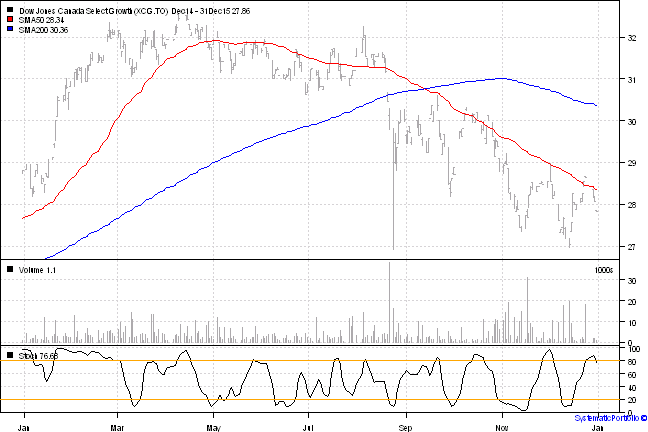 Dow Jones Canada Select Growth (XCG.TO) Dec14 - 31Dec15 27.86
SMA50 28.34
SMA200 30.36
32
31
30
29
28
27
Volume 1.1
1000s
30
20
10
0
Stoch 76.68
100
80
60
40
20
0
Jan
Mar
May
Jul
Sep
Nov
Jan
SystematicPortfolio ©